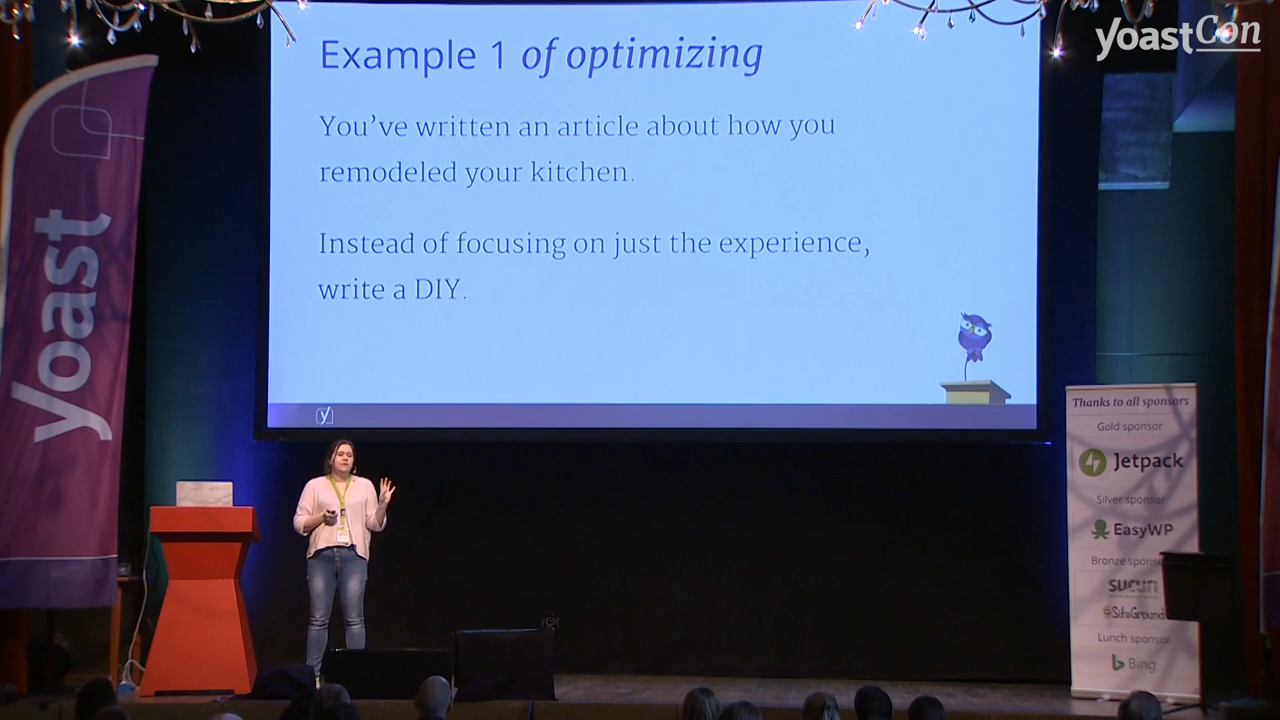 YoastCon
Example 1 of optimizing
You've written an article about how you
remodeled your kitchen.
Instead of focusing on just the experience,
write a DIY.
y
yoast
Thanks to all sponsors
Gold sponsor
Jetpack
Silver sponsor
EasyWP
Bronze sponso
SUCURI
SiteGround
Lunch sponsor
Bing